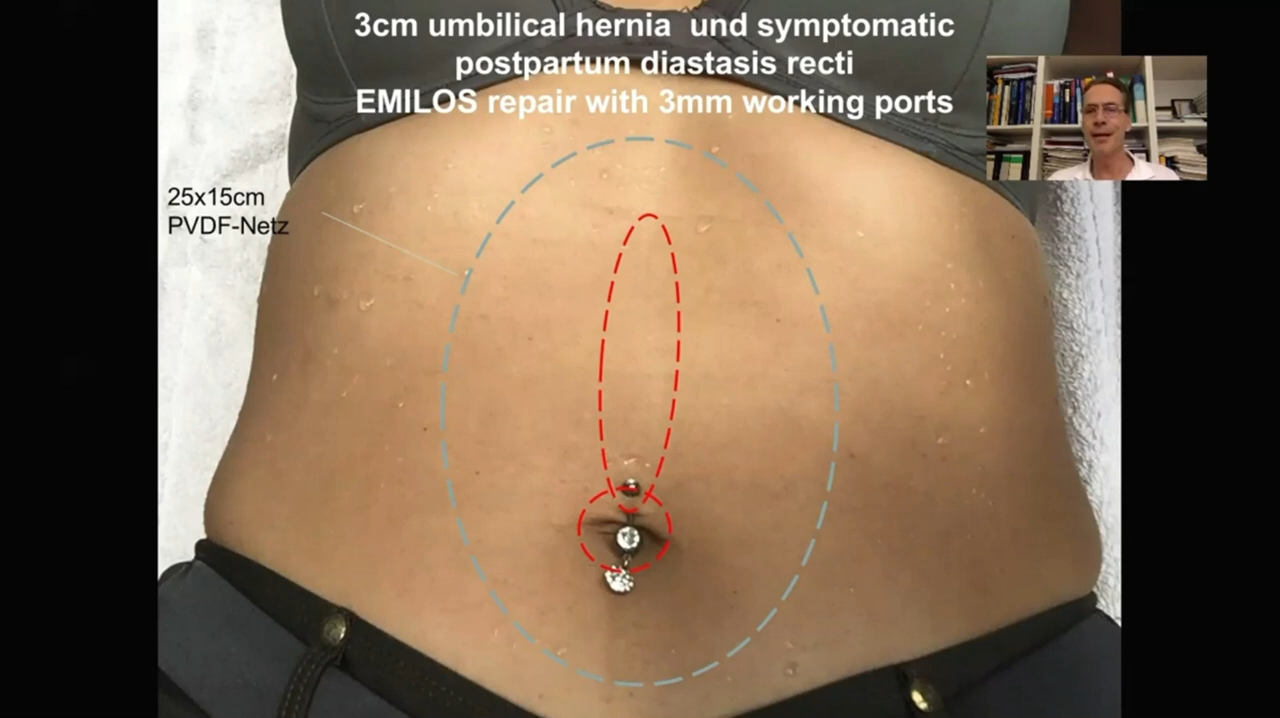 3cm umbilical hernia und symptomatic
postpartum diastasis recti
EMILOS repair with 3mm working ports
25x15cm
PVDF-Netz